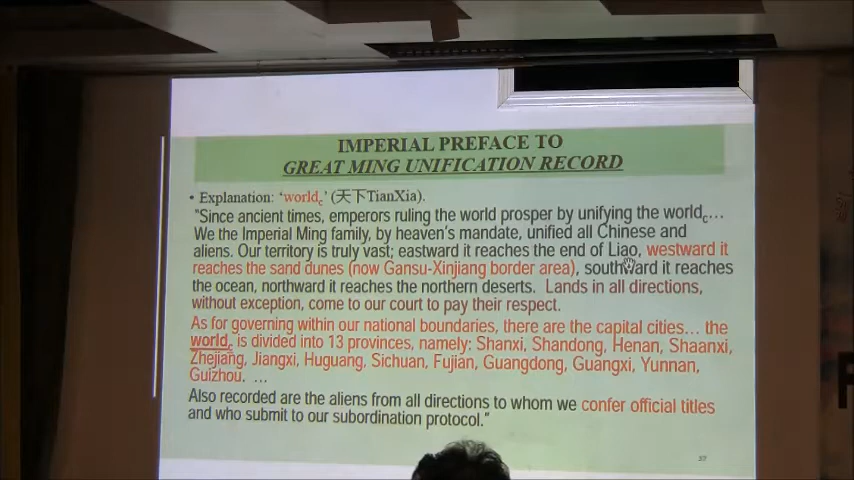 IMPERIAL PREFACE TO
GREAT MING UNIFICATION RECORD
• Explanation: ‘worldc’ (天下TianXia).
“Since ancient times, emperors ruling the world prosper by unifying the worldc…
We the Imperial Ming family, by heaven’s mandate, unified all Chinese and
aliens. Our territory is truly vast; eastward it reaches the end of Liao, westward it
reaches the sand dunes (now Gansu-Xinjiang border area), southward it reaches
the ocean, northward it reaches the northern deserts. Lands in all directions,
without exception, come to our court to pay their respect.
As for governing within our national boundaries, there are the capital cities… the
worldc is divided into 13 provinces, namely: Shanxi, Shandong, Henan, Shaanxi,
Zhejiang, Jiangxi, Huguang, Sichuan, Fujian, Guangdong, Guangxi, Yunnan,
Guizhou. …
Also recorded are the aliens from all directions to whom we confer official titles
and who submit to our subordination protocol.”
37